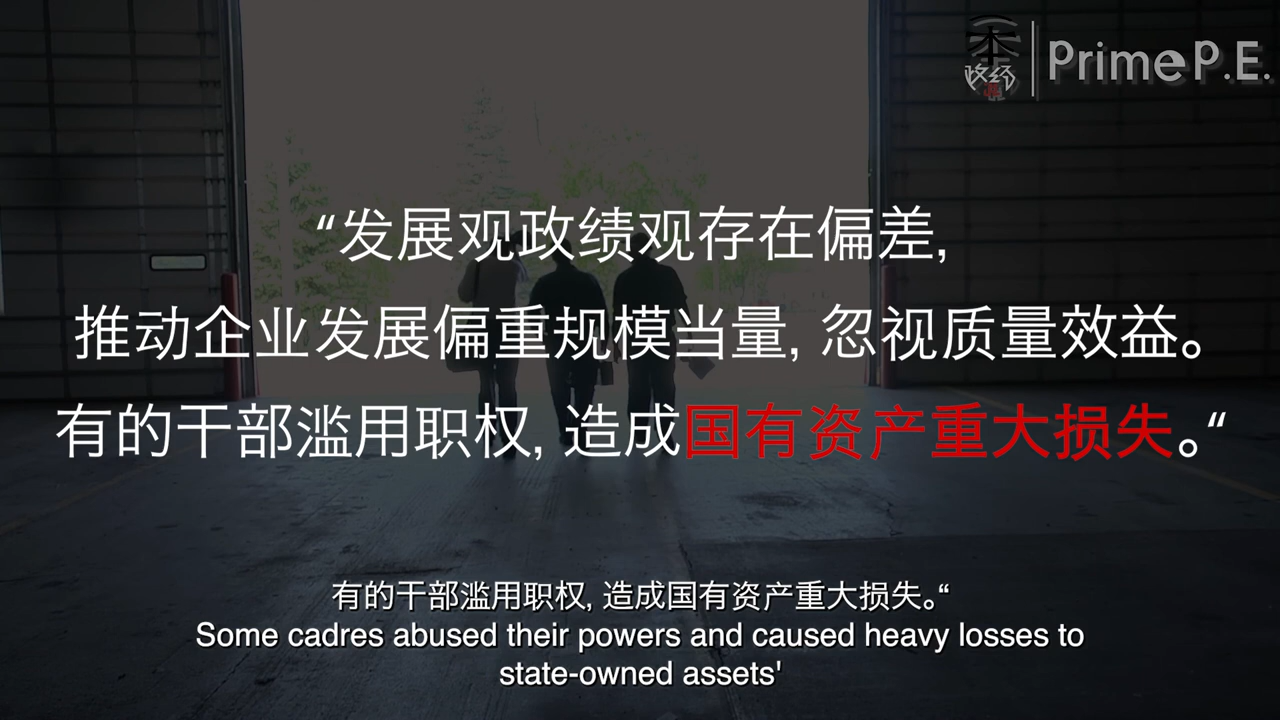 Prime P.E.
政经
“发展观政绩观存在偏差,
推动企业发展偏重规模当量, 忽视质量效益。
有的干部滥用职权, 造成国有资产重大损失。“
有的干部滥用职权, 造成国有资产重大损失。“
Some cadres abused their powers and caused heavy losses to
state-owned assets'